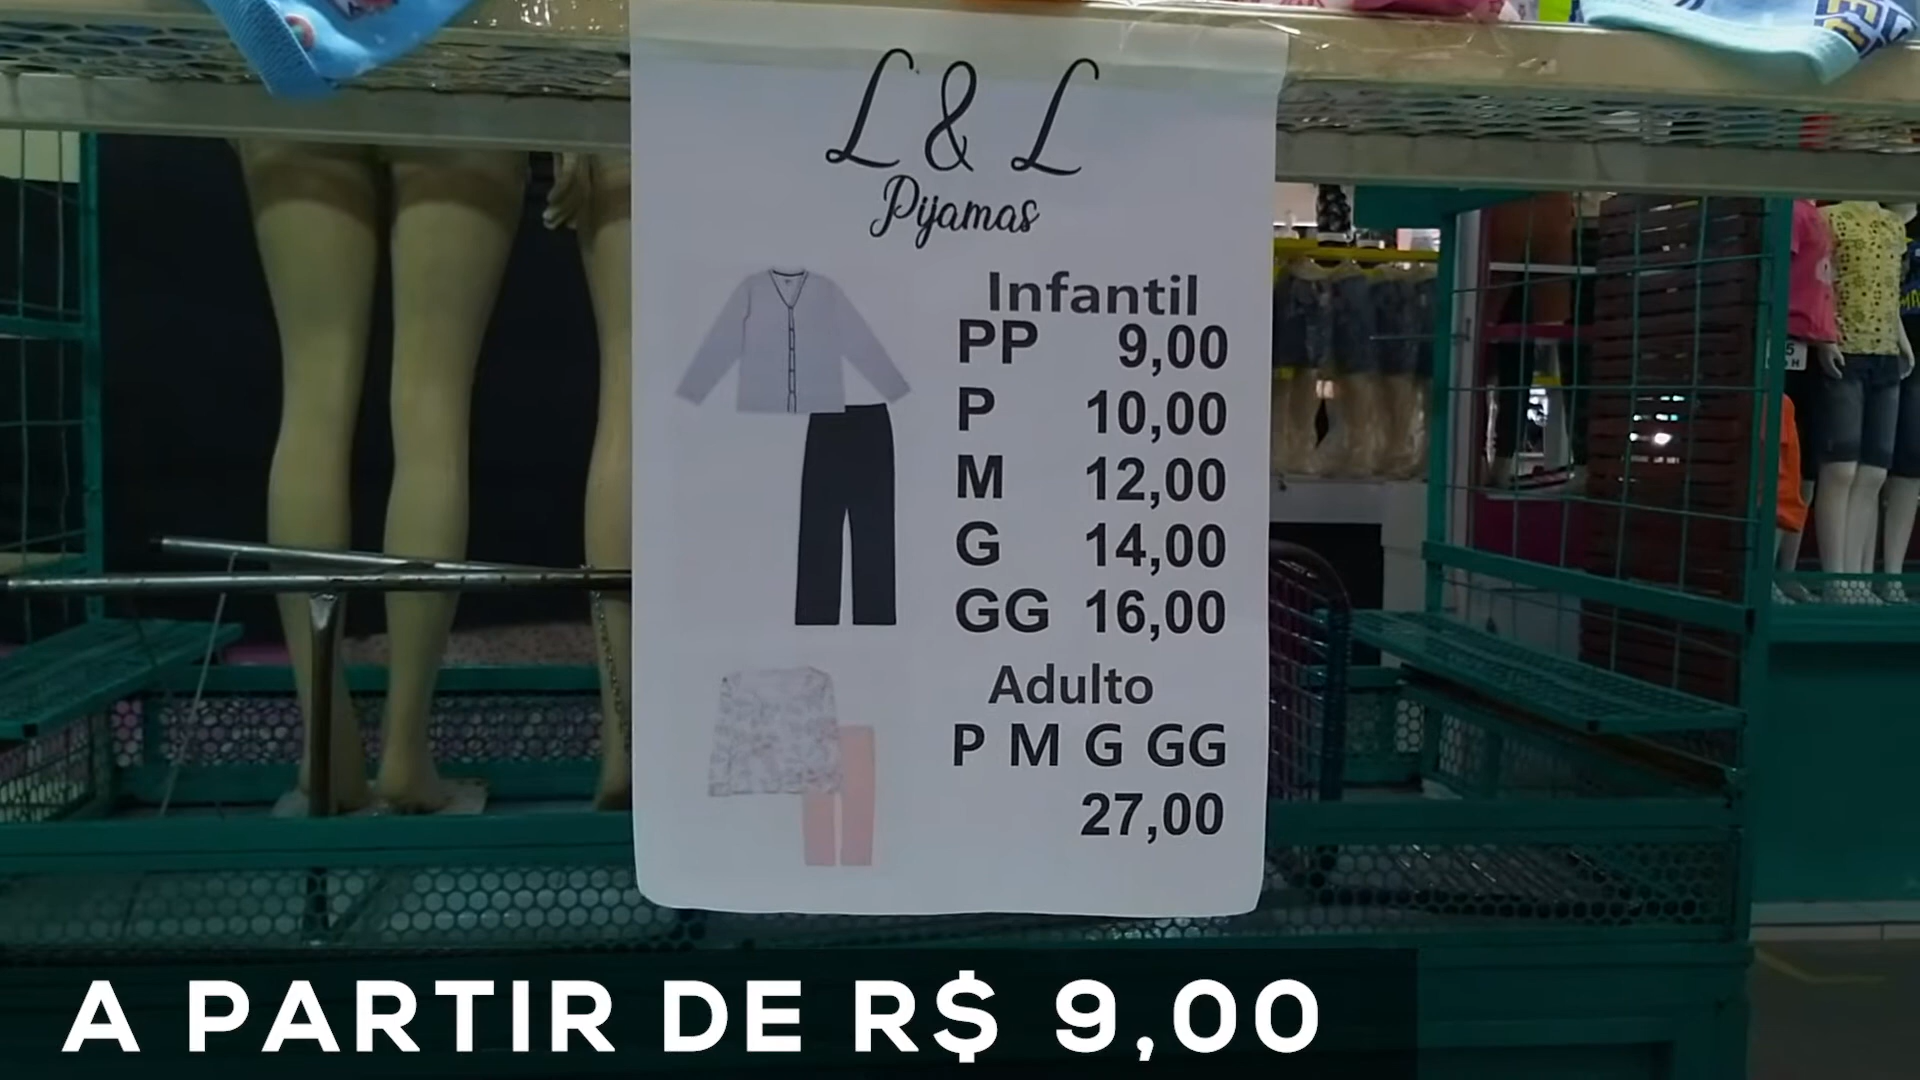 L & L
Pijamas
Infantil
PP 9,00
P 10,00
M 12,00
G 14,00
GG 16,00
Adulto
P M G GG
27,00
A PARTIR DE R$ 9,00